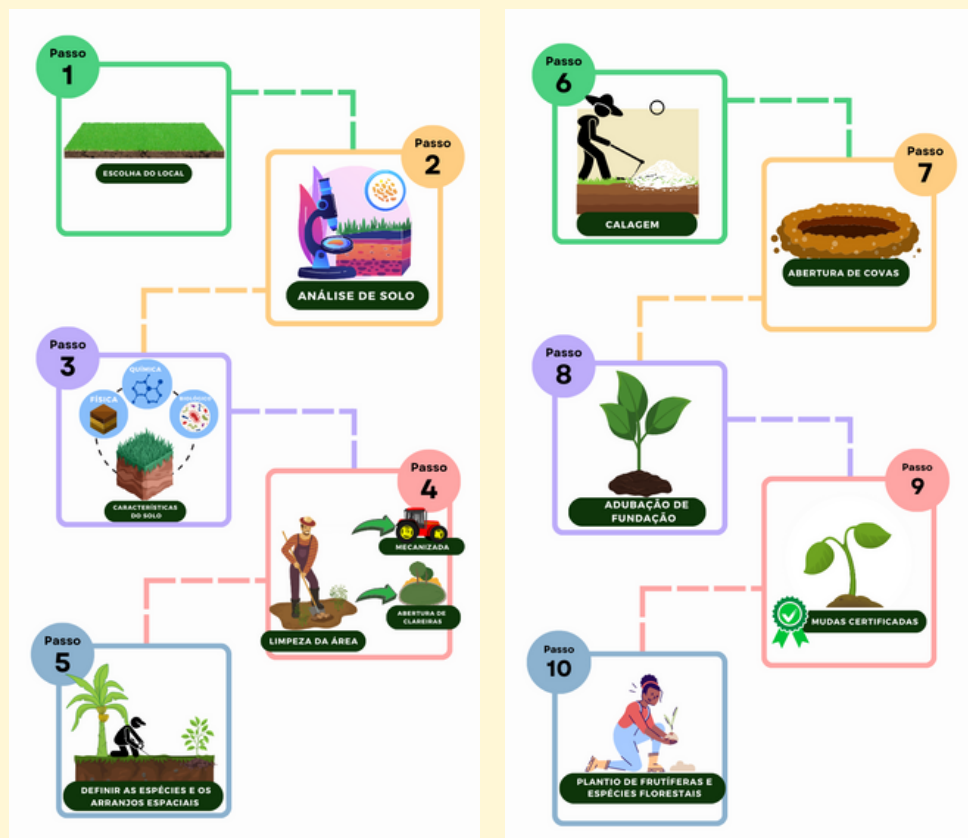 Passo
1
ESCOLHA DO LOCAL
Passo
2
ANÁLISE DE SOLO
Passo
3
QUÍMICA
FÍSICA
BIOLÓGICO
CARACTERÍSTICAS
DO SOLO
Passo
4
MECANIZADA
ABERTURA DE
CLAREIRAS
LIMPEZA DA ÁREA
Passo
5
DEFINIR AS ESPÉCIES E OS
ARRANJOS ESPACIAIS
Passo
6
CALAGEM
Passo
7
ABERTURA DE COVAS
Passo
8
ADUBAÇÃO DE
FUNDAÇÃO
Passo
9
MUDAS CERTIFICADAS
Passo
10
PLANTIO DE FRUTÍFERAS E
ESPÉCIES FLORESTAIS